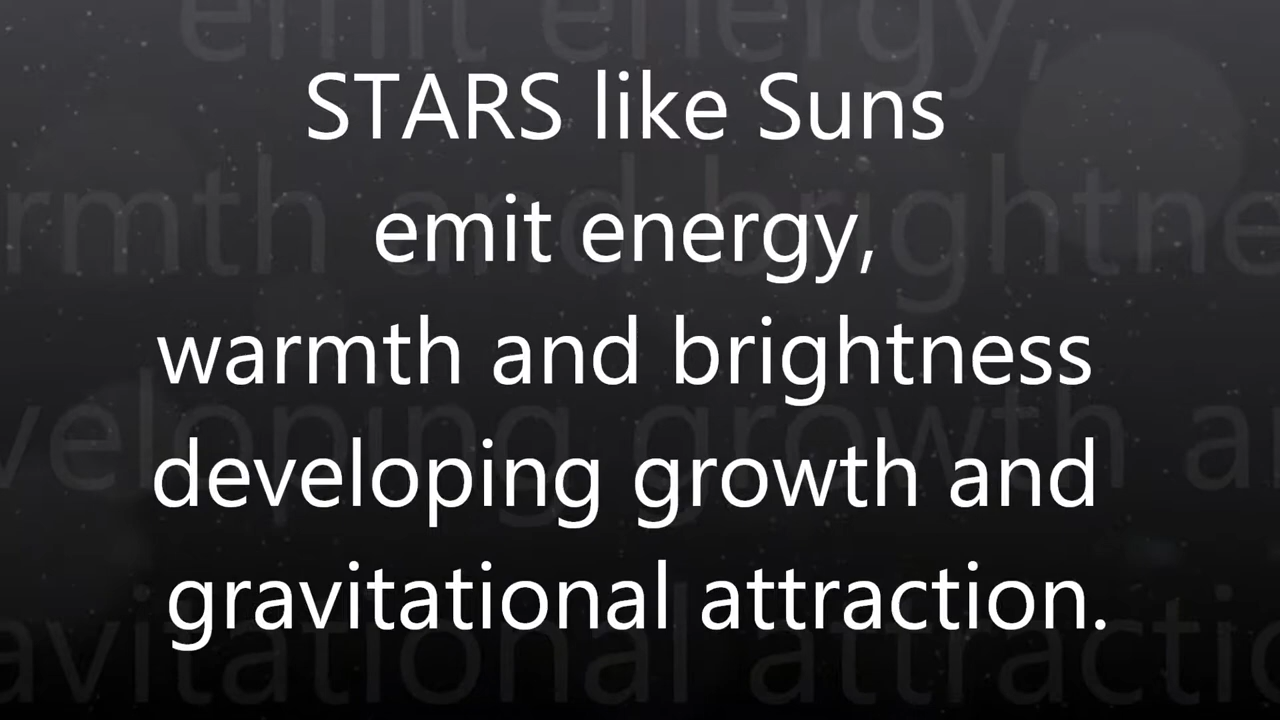 STARS like Suns
emit energy,
warmth and brightness
developing growth and
gravitational attraction.